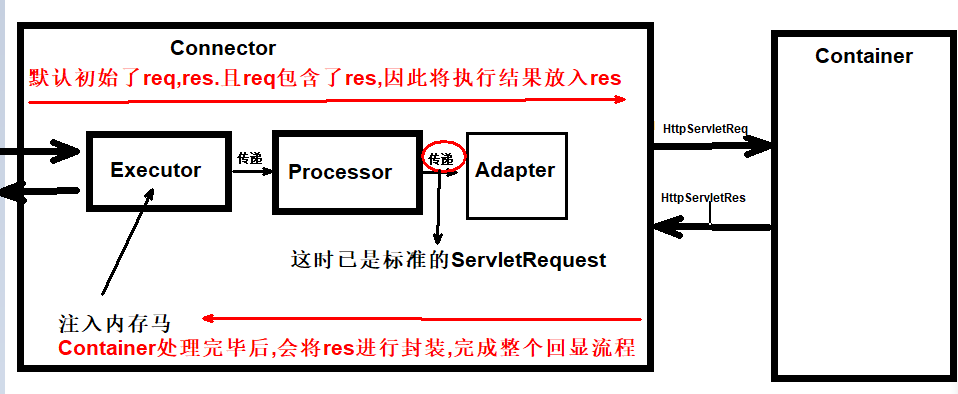 Connector
默认初始了req,res.且req包含了res,因此将执行结果放入res
Container
HttpServletReq
Executor
传递
Processor
传递
Adapter
HttpServletRes
这时已是标准的ServletRequest
注入内存马
Container处理完毕后,会将res进行封装,完成整个回显流程